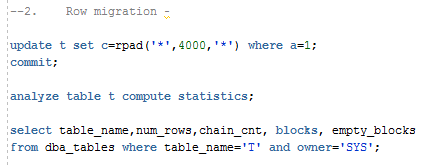 --2.    Row migration -
update t set c=rpad('*',4000,'*') where a=1;
commit;
analyze table t compute statistics;
select table_name,num_rows,chain_cnt, blocks, empty_blocks
from dba_tables where table_name='T' and owner='SYS';